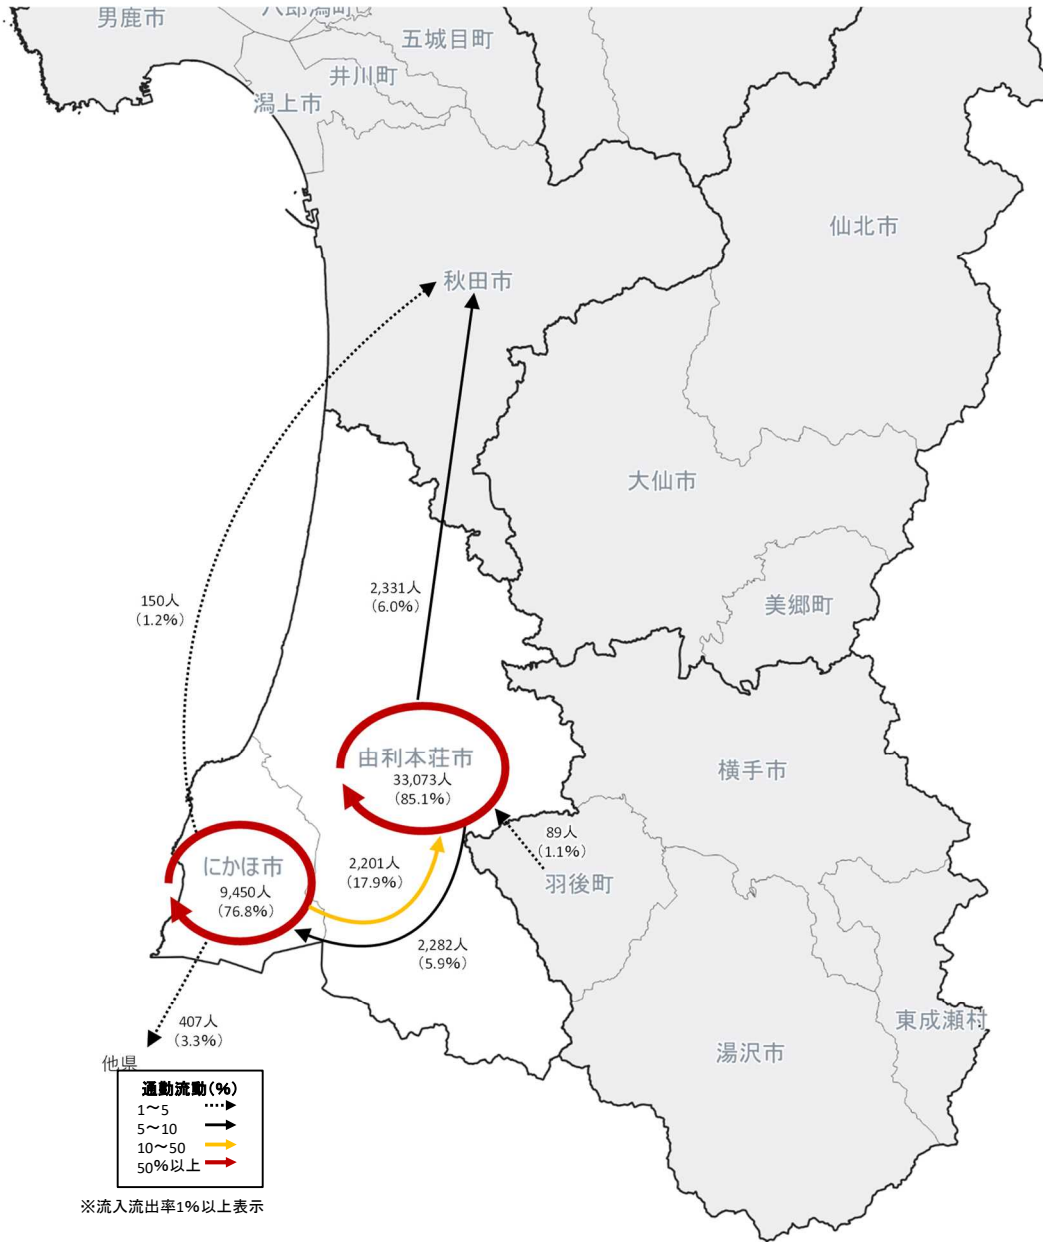 男鹿市
八郎潟町
五城目町
井川町
潟上市
仙北市
秋田市
大仙市
150人
(1.2%)
2,331人
(6.0%)
美郷町
由利本荘市
33,073人
(85.1%)
横手市
89人
(1.1%)
羽後町
2,201人
(17.9%)
にかほ市
9,450人
(76.8%)
2,282人
(5.9%)
407人
(3.3%)
東成瀬村
湯沢市
他県
通勤流動(%)
1～5
5～10
10～50
50%以上
※流入流出率1%以上表示